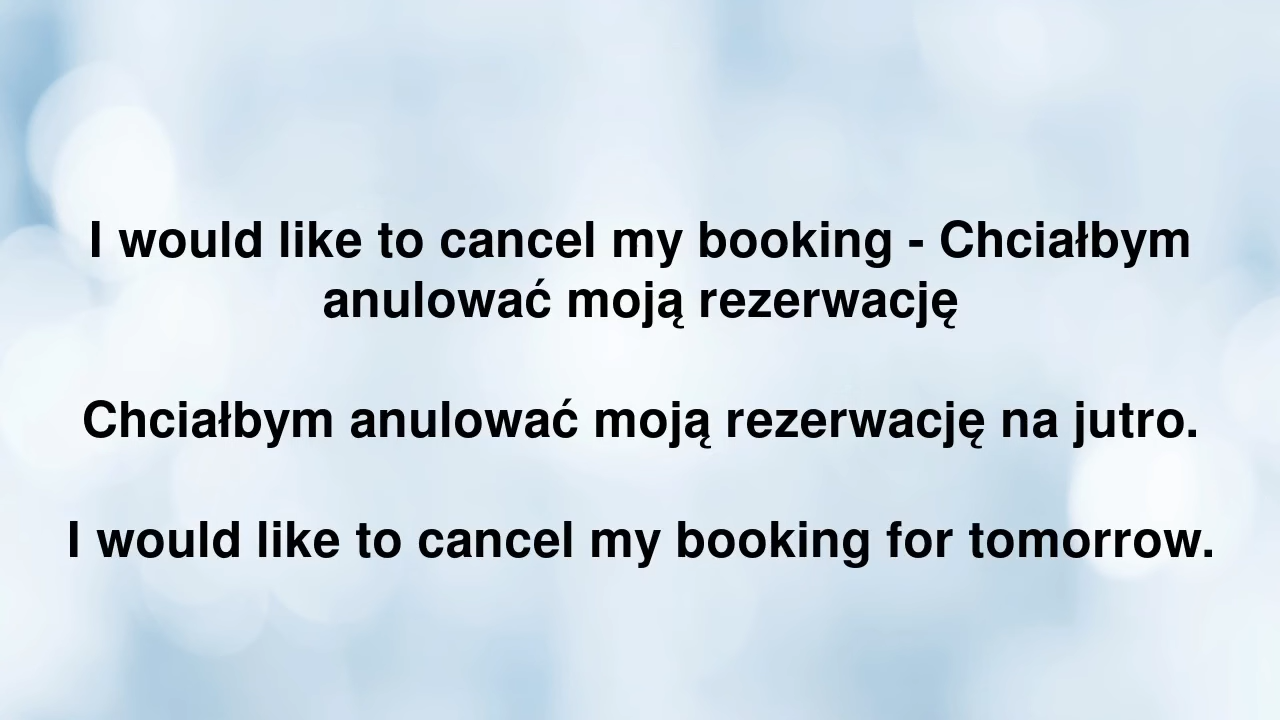 I would like to cancel my booking - Chciałbym
anulować moją rezerwację
Chciałbym anulować moją rezerwację na jutro.
I would like to cancel my booking for tomorrow.